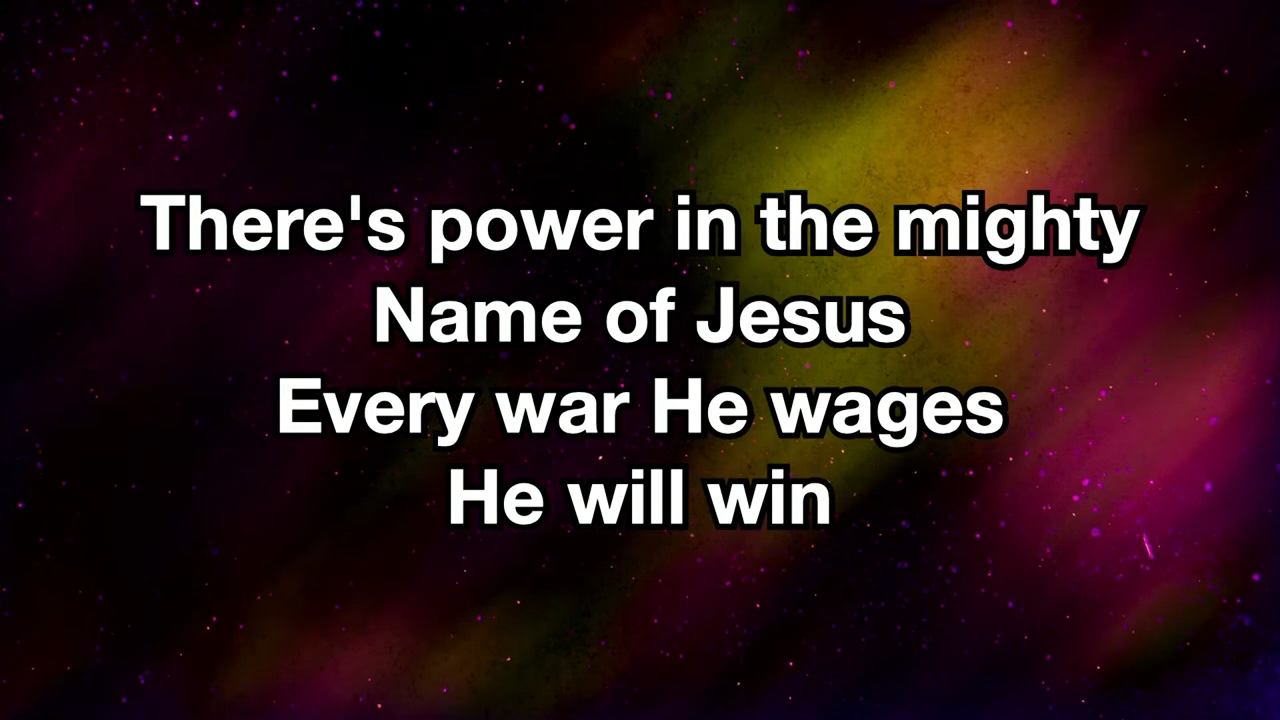 There's power in the mighty
Name of Jesus
Every war He wages
He will win